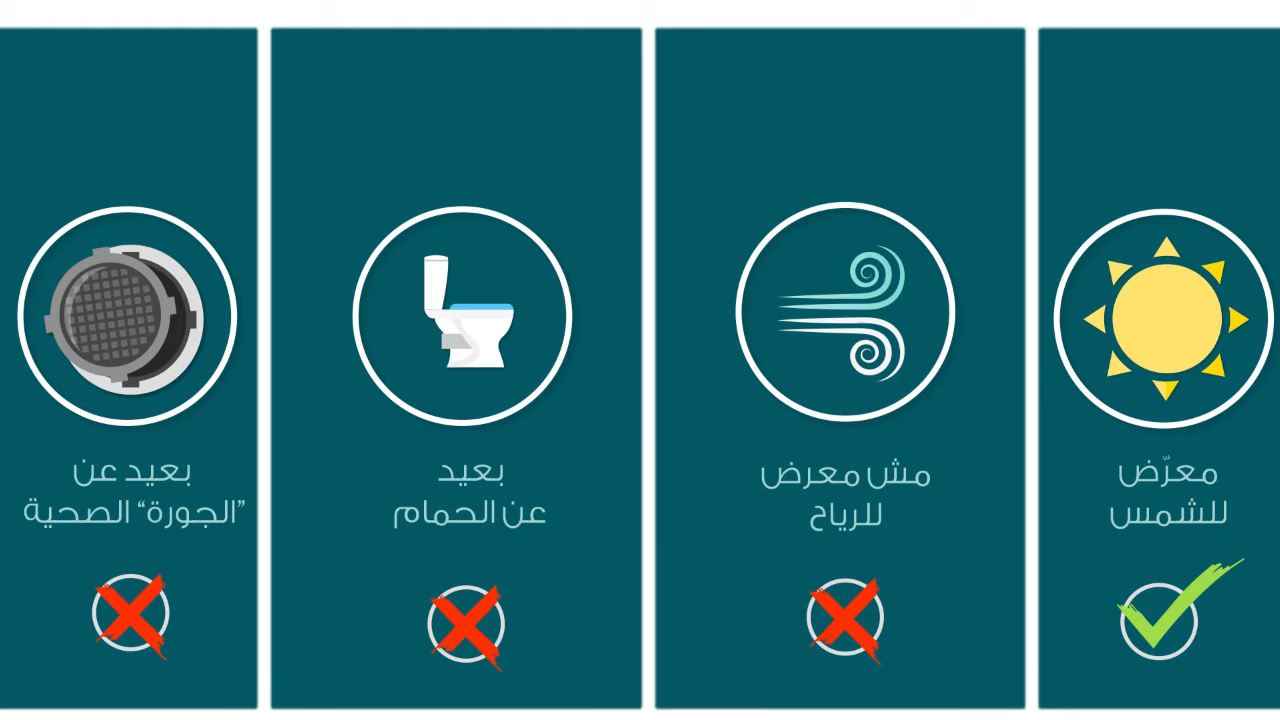 معرّض
للشمس
مش معرض
للرياح
بعيد
عن الحمام
بعيد عن
"الجورة“ الصحية